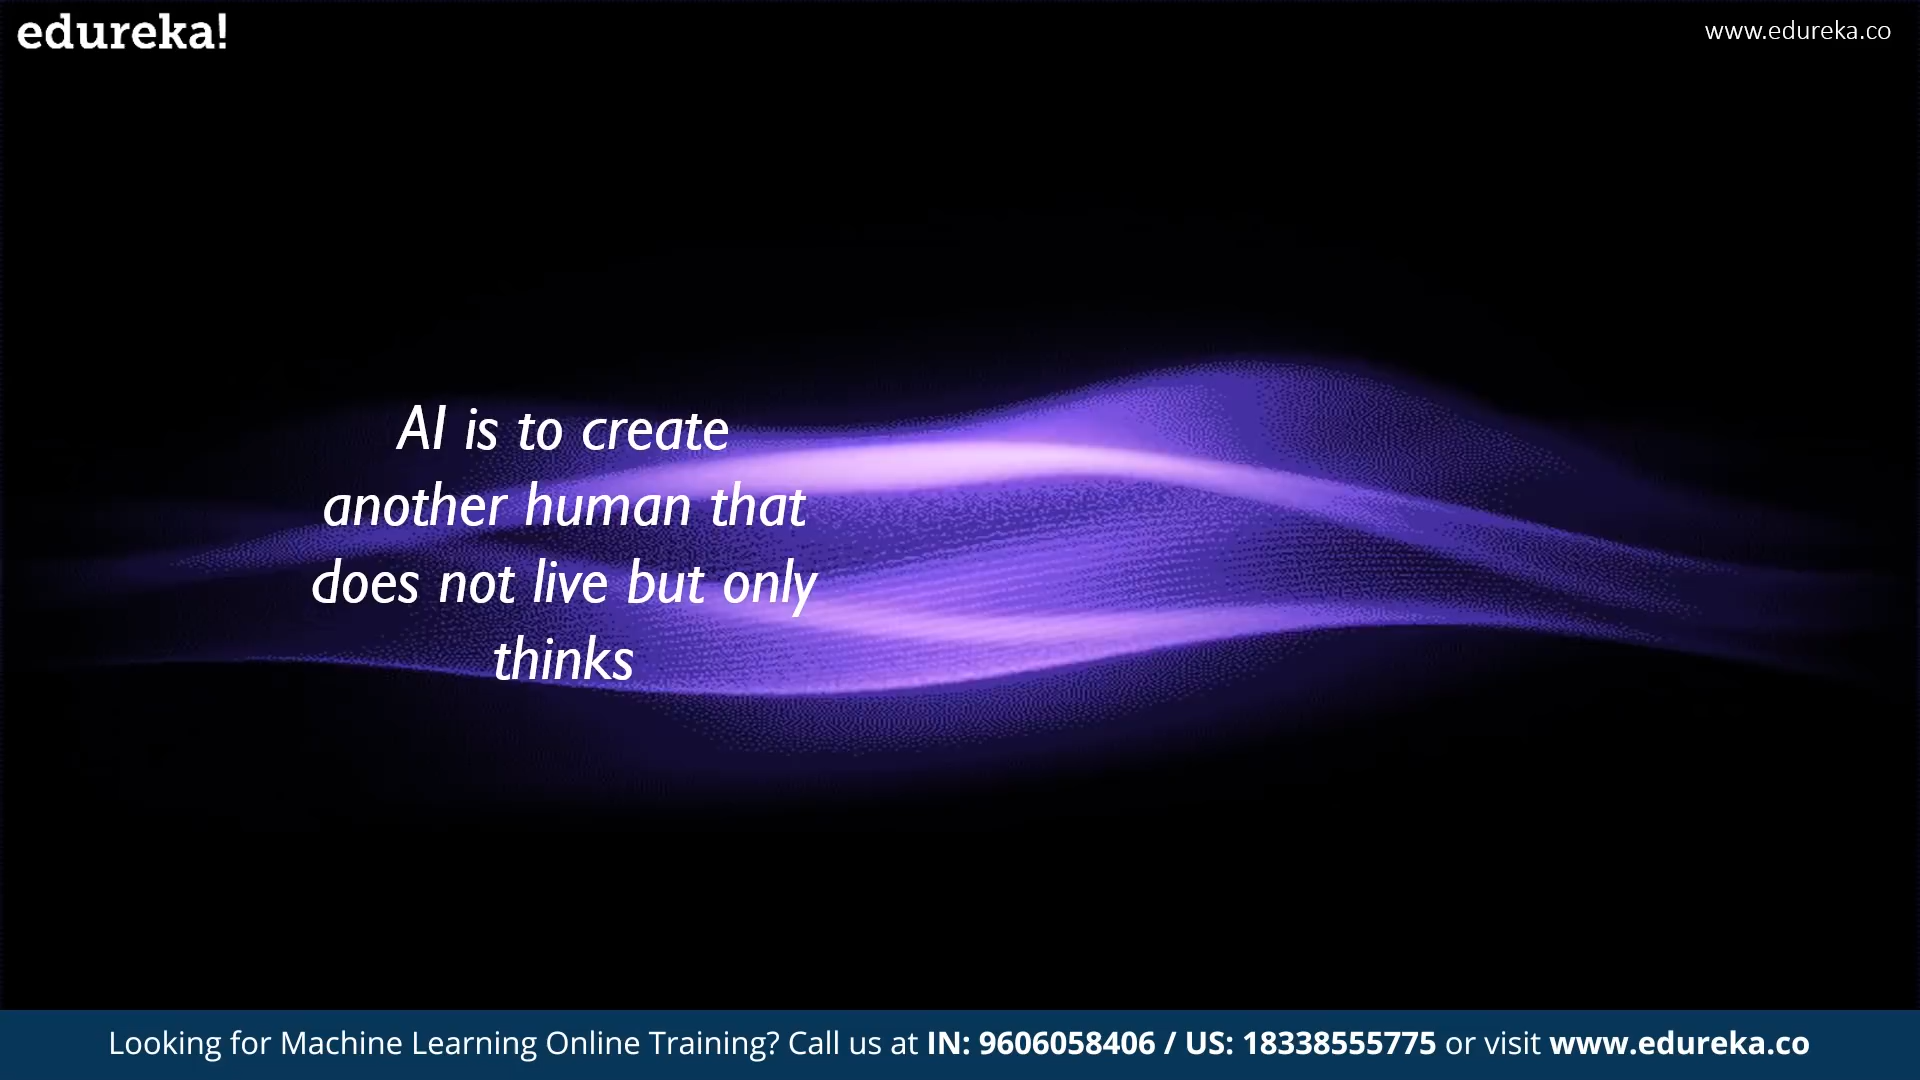 edureka!
www.edureka.co
AI is to create
another human that
does not live but only
thinks
Looking for Machine Learning Online Training? Call us at IN: 9606058406 / US: 18338555775 or visit www.edureka.co